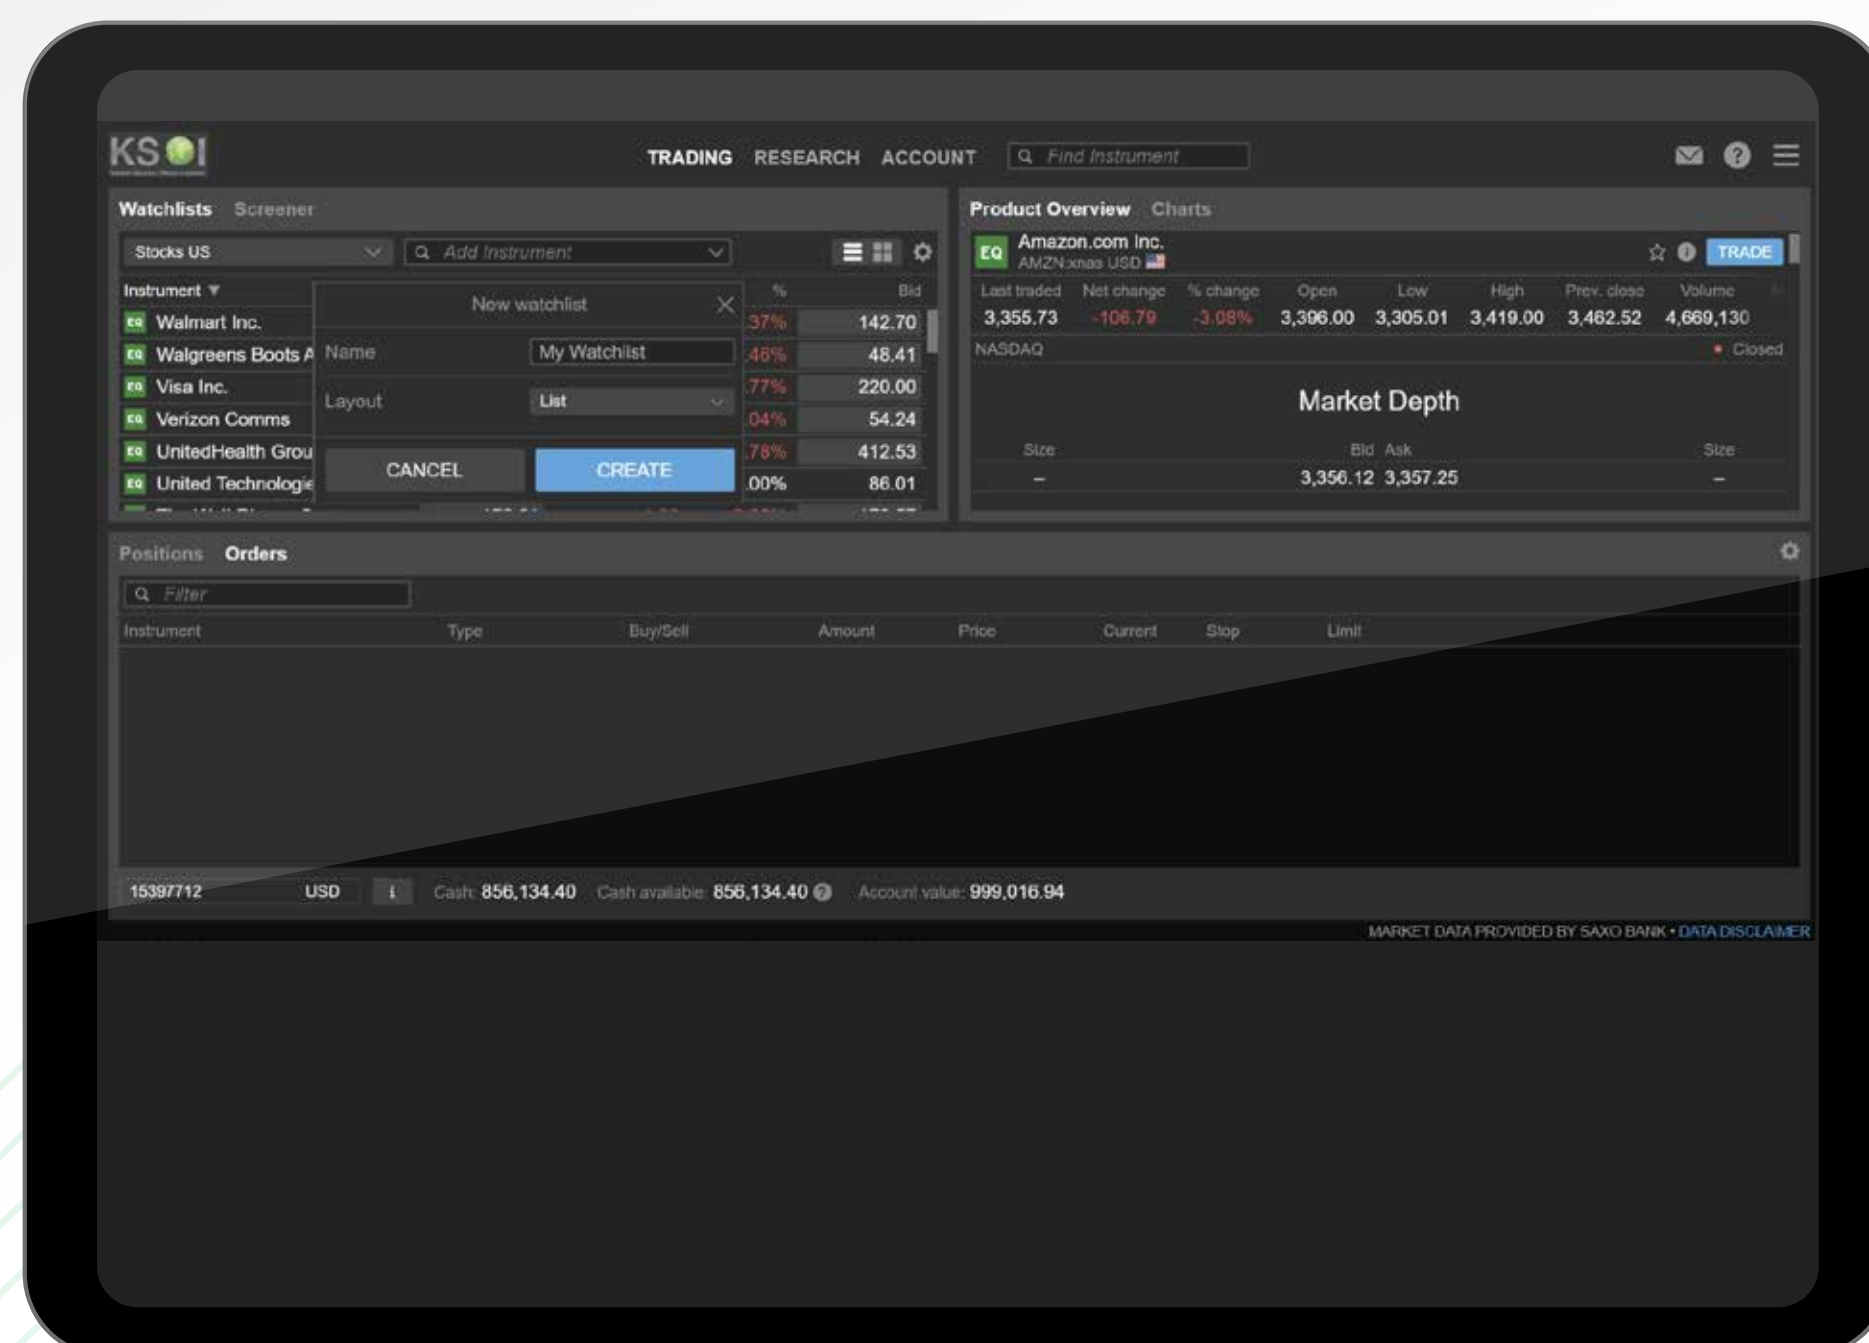 KS I
TRADING RESEARCH ACCOUNT Find Instrument
Watchlists Screener
Stocks US Add Instrument
Instrument % Bid
New watchlist
Walmart Inc. .37% 142.70
Walgreens Boots A Name My Watchlist .46% 48.41
Visa Inc. .77% 220.00
Layout List
Verizon Comms .04% 54.24
UnitedHealth Grou .78% 412.53
CANCEL CREATE
United Technologie .00% 86.01
Product Overview Charts
EQ Amazon.com Inc.
AMZN:xnas USD
TRADE
Last traded Net change % change Open Low High Prev. close Volume
3,355.73 -106.79 -3.08% 3,396.00 3,305.01 3,419.00 3,462.52 4,669,130
NASDAQ Closed
Market Depth
Size Bid Ask Size
– 3,356.12 3,357.25 –
Positions Orders
Filter
Instrument Type Buy/Sell Amount Price Current Stop Limit
15397712 USD i Cash: 856,134.40 Cash available: 856,134.40 ? Account value: 999,016.94
MARKET DATA PROVIDED BY SAXO BANK • DATA DISCLAIMER